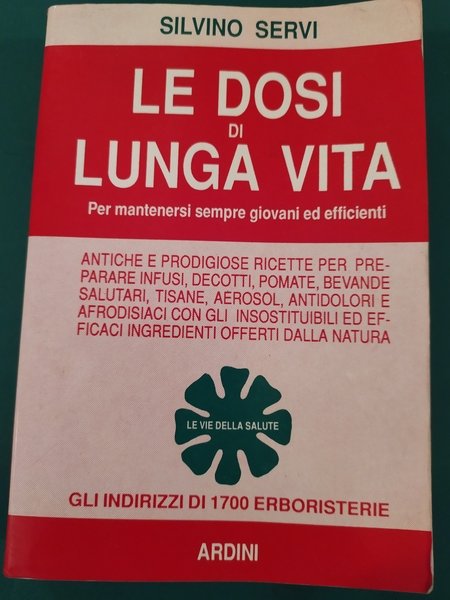 SILVINO SERVI
LE DOSI
DI
LUNGA VITA
Per mantenersi sempre giovani ed efficienti
ANTICHE E PRODIGIOSE RICETTE PER PRE-
PARARE INFUSI, DECOTTI, POMATE, BEVANDE
SALUTARI, TISANE, AEROSOL, ANTIDOLORI E
AFRODISIACI CON GLI INSOSTITUIBILI ED EF-
FICACI INGREDIENTI OFFERTI DALLA NATURA
LE VIE DELLA SALUTE
GLI INDIRIZZI DI 1700 ERBORISTERIE
ARDINI